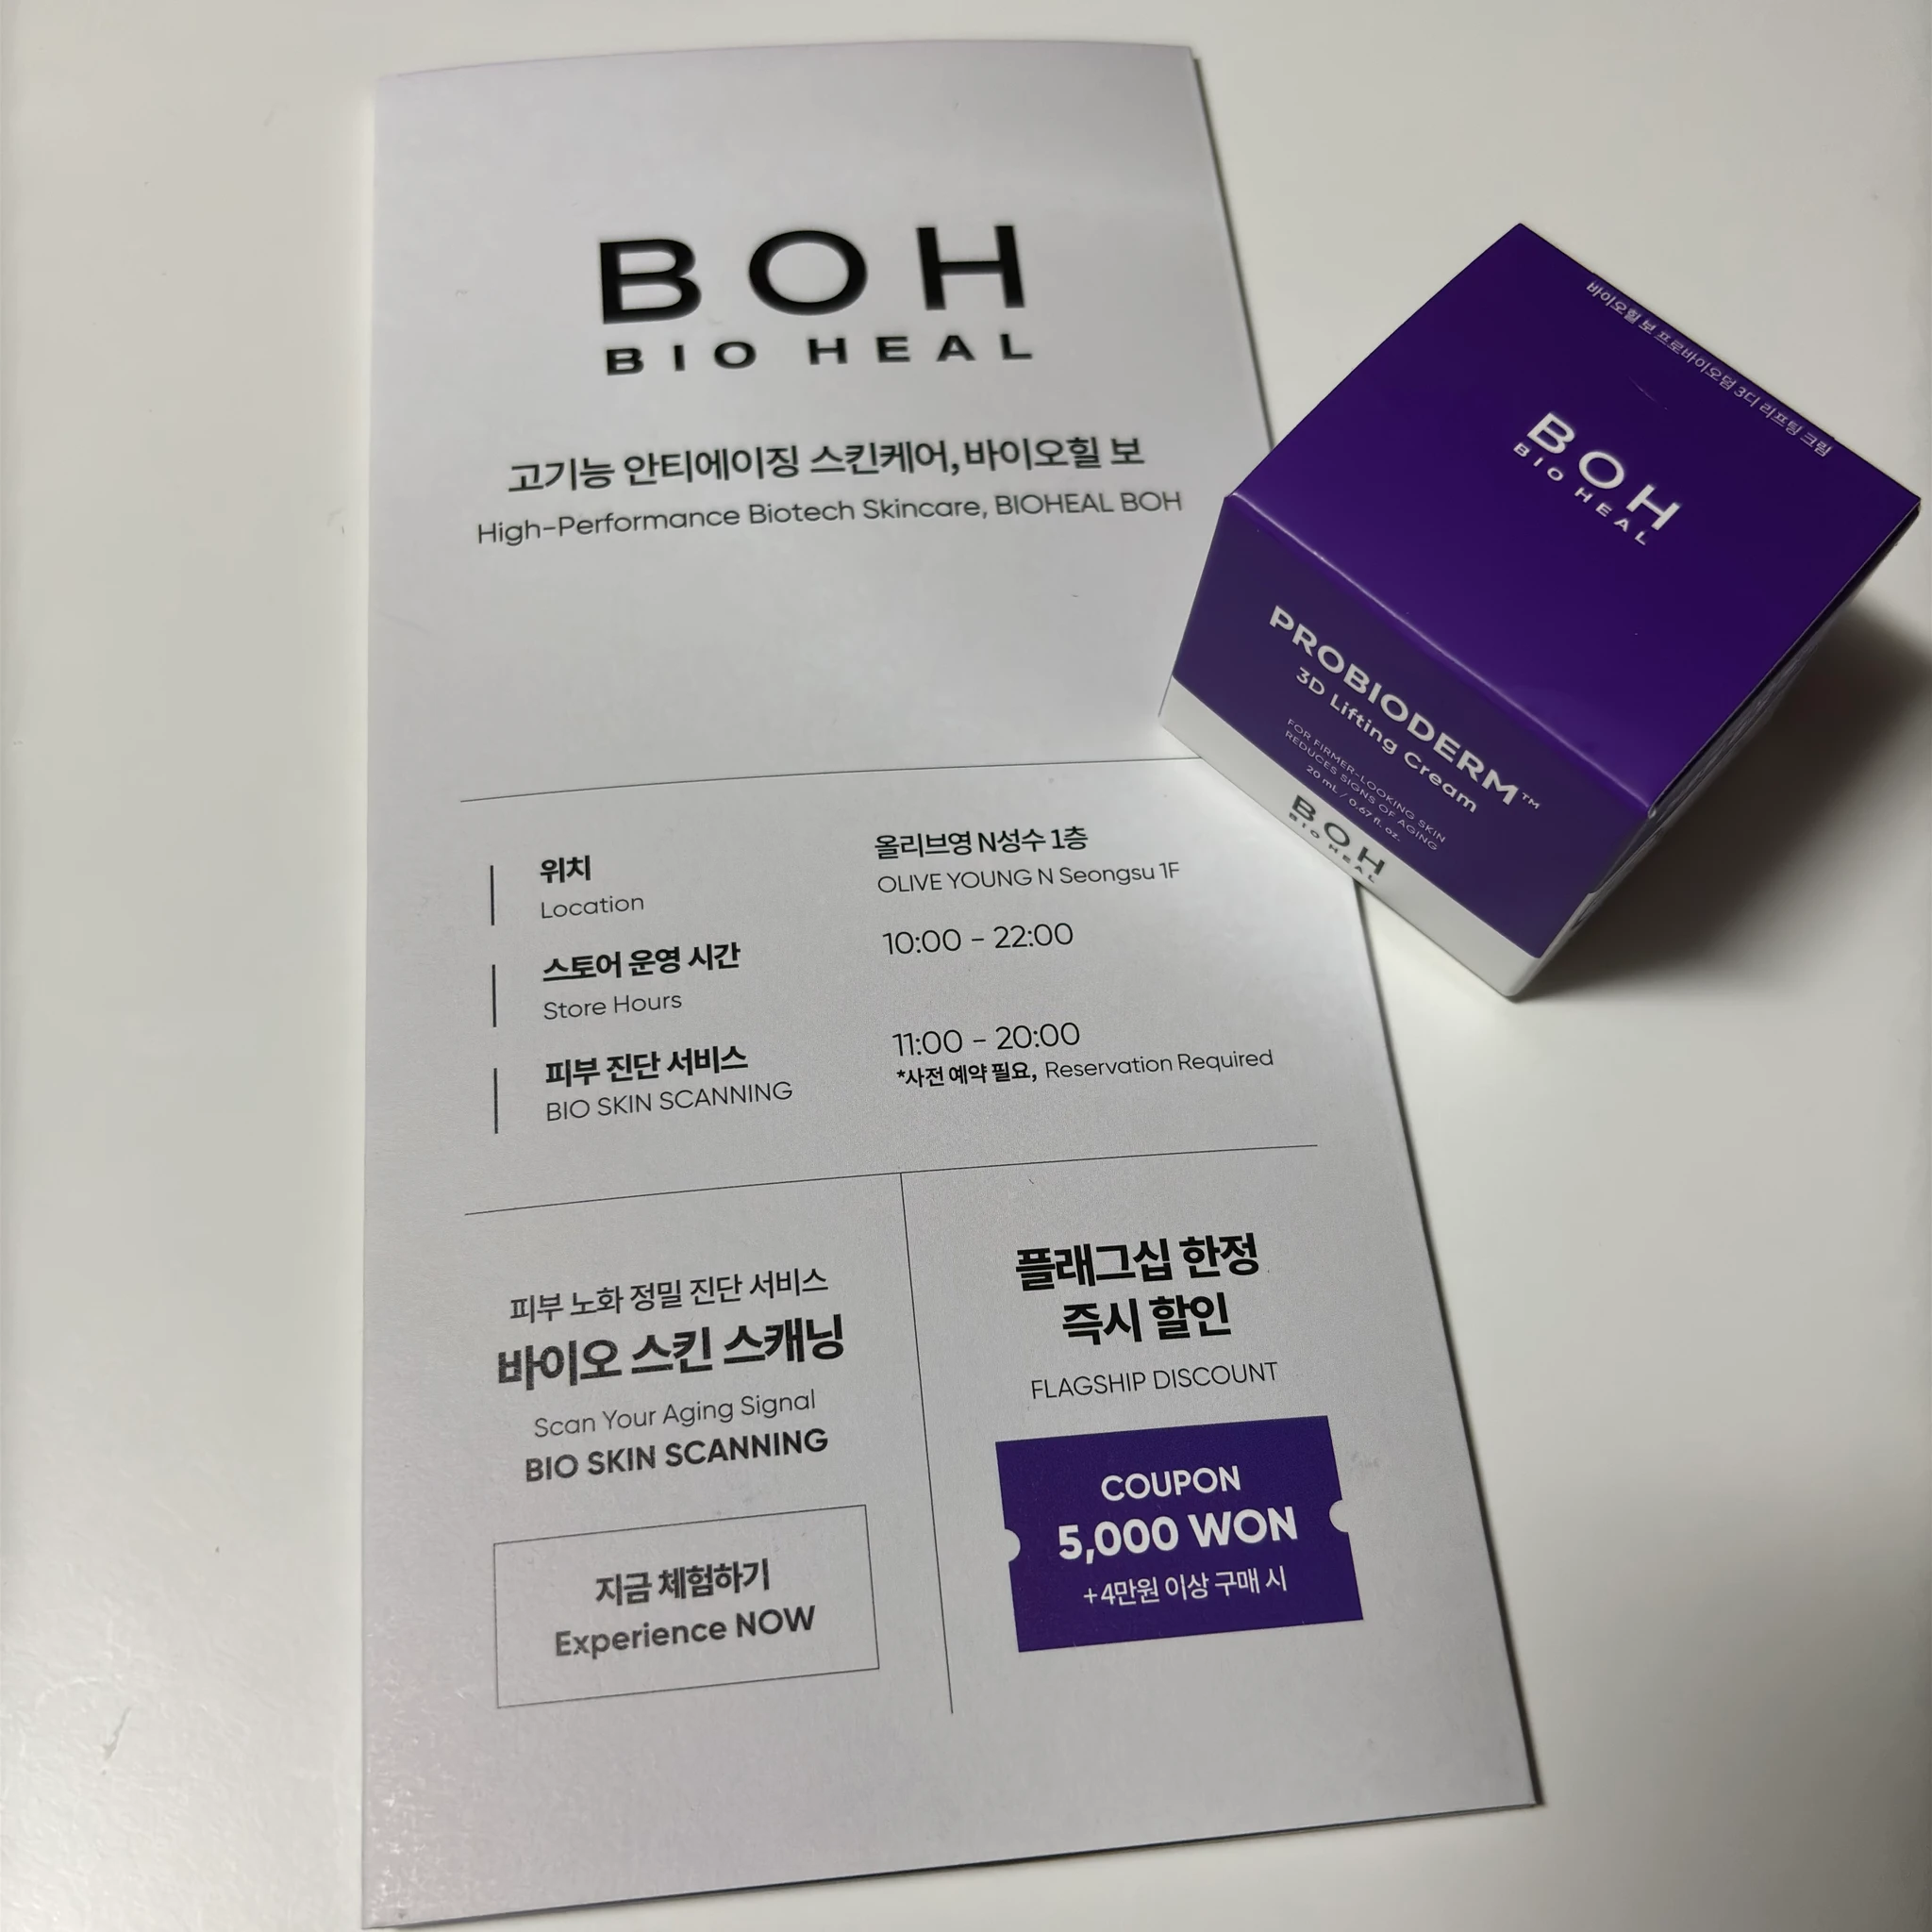 BOH
BIO HEAL
고기능 안티에이징 스킨케어, 바이오힐 보
High-Performance Biotech Skincare, BIOHEAL BOH
위치
Location
올리브영 N성수 1층
OLIVE YOUNG N Seongsu 1F
스토어 운영 시간
Store Hours
10:00 - 22:00
피부 진단 서비스
BIO SKIN SCANNING
11:00 - 20:00
*사전 예약 필요, Reservation Required
피부 노화 정밀 진단 서비스
바이오 스킨 스캐닝
Scan Your Aging Signal
BIO SKIN SCANNING
지금 체험하기
Experience NOW
플래그십 한정
즉시 할인
FLAGSHIP DISCOUNT
COUPON
5,000 WON
+4만원 이상 구매 시
바이오힐 보 프로바이오덤 3디 리프팅 크림
BOH
BIO HEAL
PROBIODERM™
3D Lifting Cream
FOR FIRMER-LOOKING SKIN
REDUCES SIGNS OF AGING
20 mL / 0.67 fl. oz.
BOH
BIO HEAL